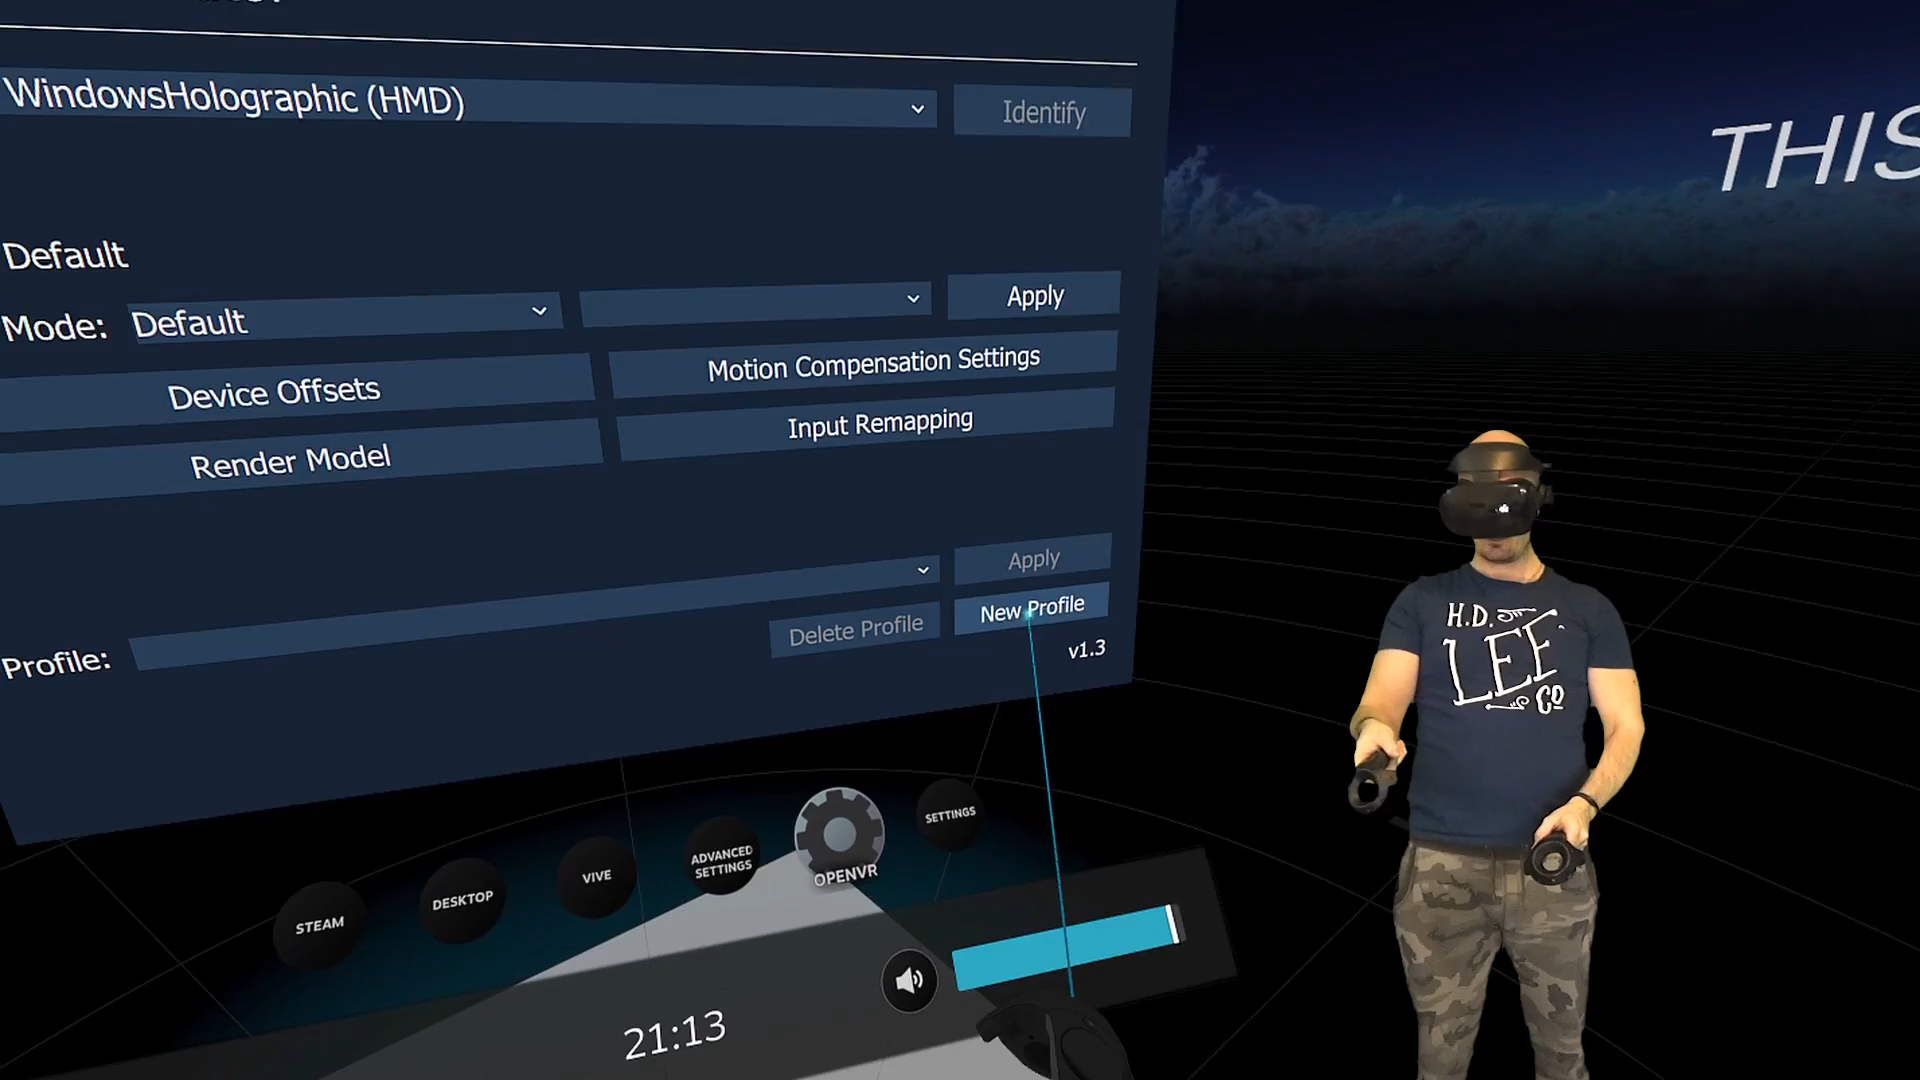 WindowsHolographic (HMD)
Identify
THIS
Default
Mode: Default
Apply
Device Offsets
Motion Compensation Settings
Render Model
Input Remapping
Apply
Profile:
Delete Profile
New Profile
v1.3
H.D.
LEE
CO
STEAM
DESKTOP
VIVE
ADVANCED
SETTINGS
OPENVR
SETTINGS
21:13